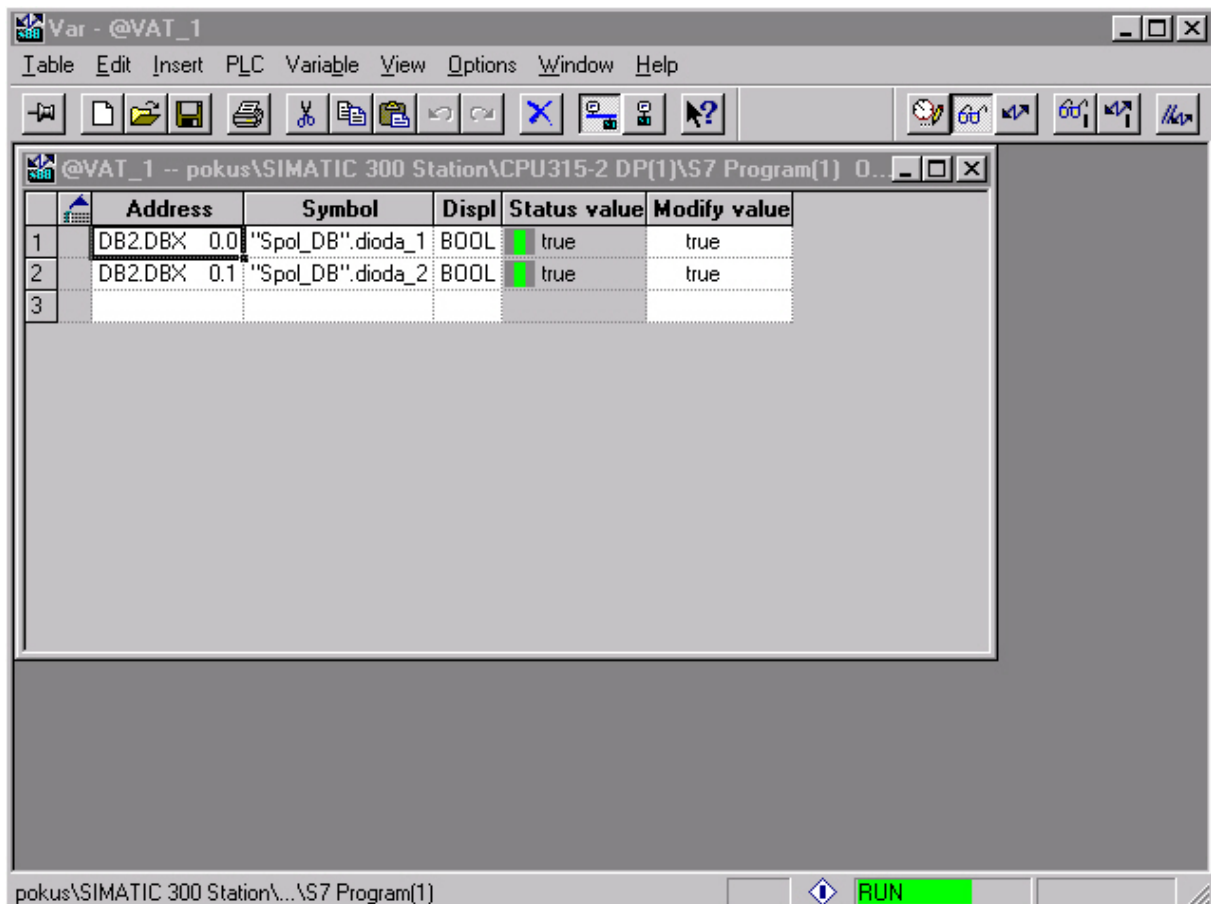 Var - @VAT_1
Table Edit Insert PLC Variable View Options Window Help
@VAT_1 -- pokus\SIMATIC 300 Station\CPU315-2 DP(1)\S7 Program(1) O...
Address Symbol Displ Status value Modify value
1 DB2.DBX 0.0 "Spol_DB".dioda_1 BOOL true true
2 DB2.DBX 0.1 "Spol_DB".dioda_2 BOOL true true
3
pokus\SIMATIC 300 Station\...\S7 Program(1) RUN